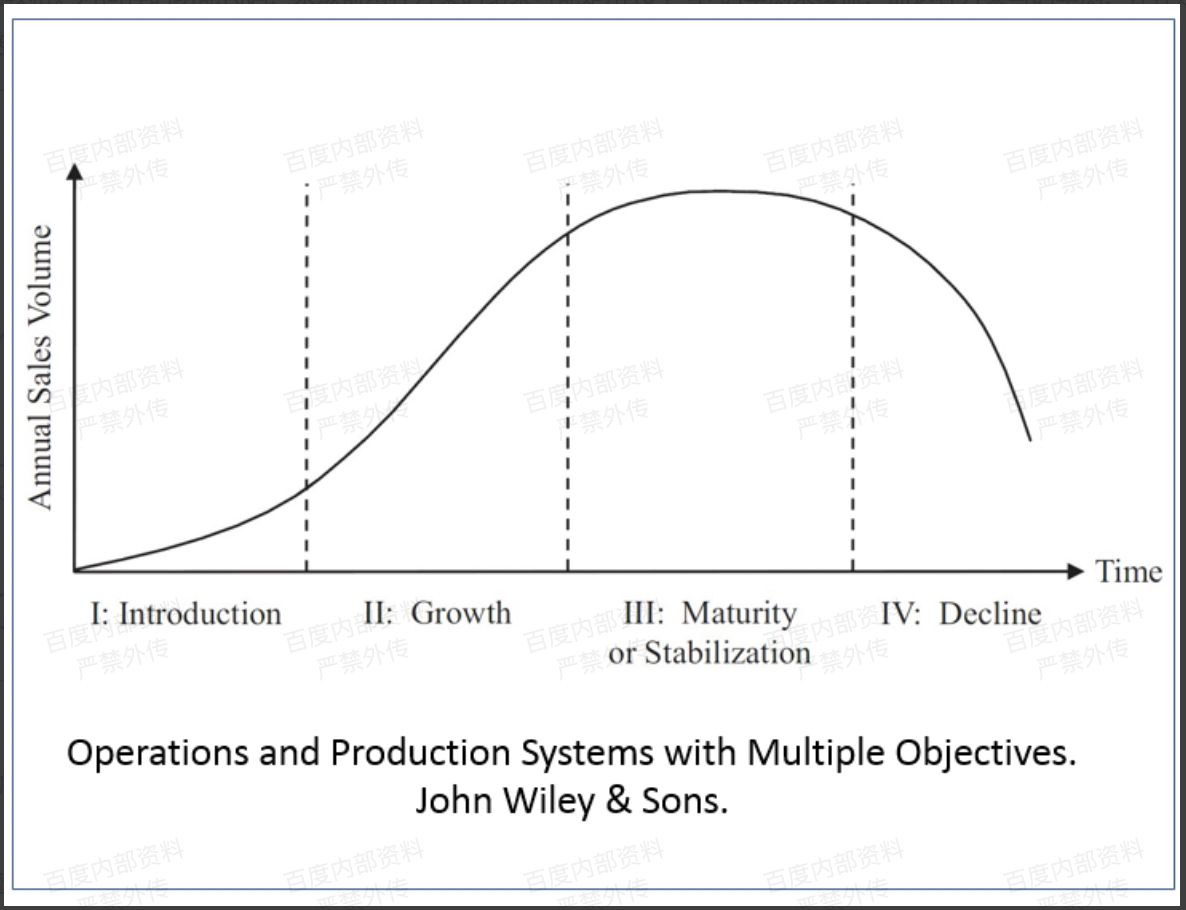 百度内部资料
严禁外传
Annual Sales Volume
Time
I: Introduction
II: Growth
III: Maturity
or Stabilization
IV: Decline
Operations and Production Systems with Multiple Objectives.
John Wiley & Sons.